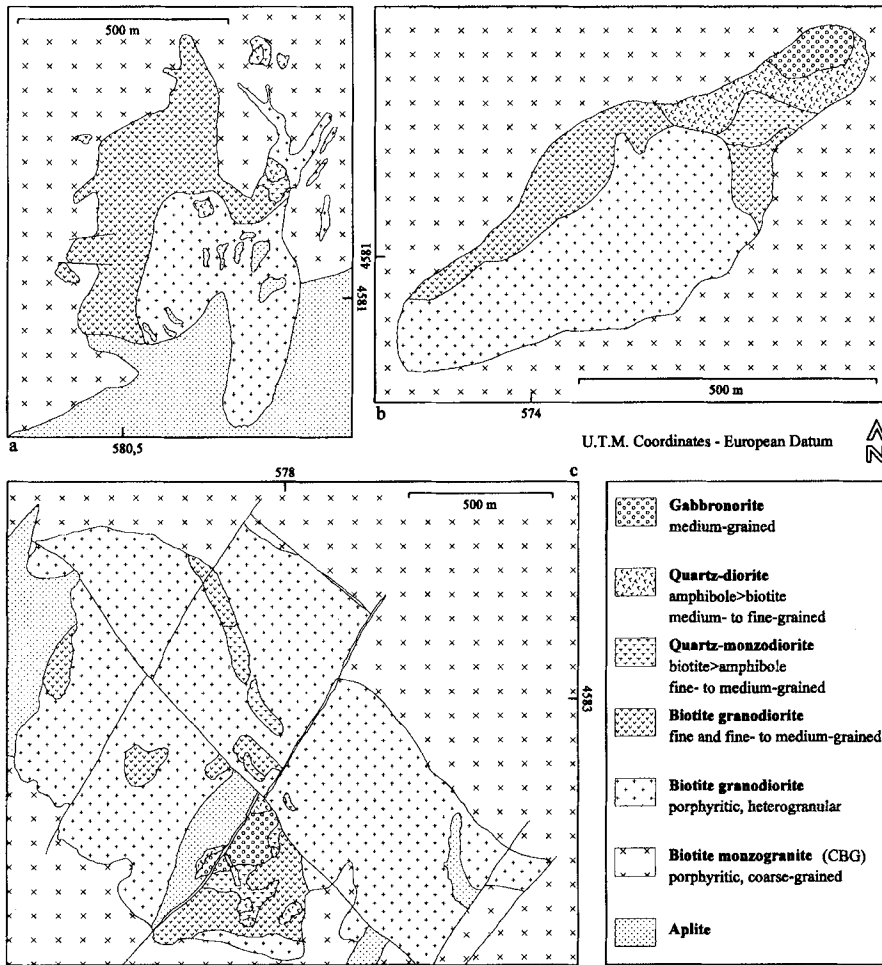 500 m
a
580,5
4581
b
574
4581
500 m
U.T.M. Coordinates - European Datum
N
578
c
500 m
4583
Gabbronorite
medium-grained
Quartz-diorite
amphibole>biotite
medium- to fine-grained
Quartz-monzodiorite
biotite>amphibole
fine- to medium-grained
Biotite granodiorite
fine and fine- to medium-grained
Biotite granodiorite
porphyritic, heterogranular
Biotite monzogranite (CBG)
porphyritic, coarse-grained
Aplite